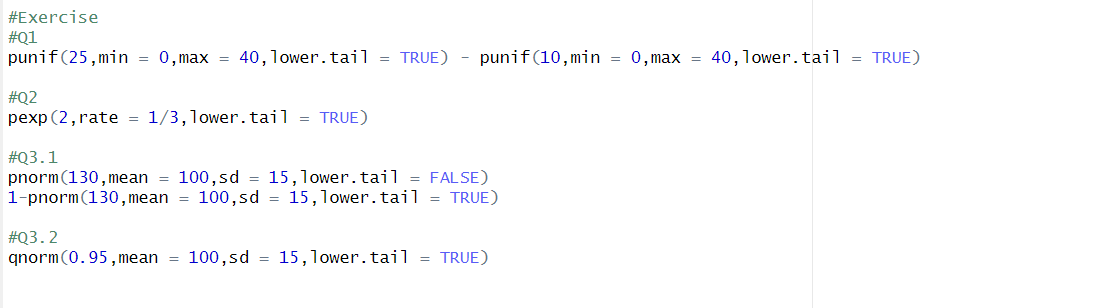 #Exercise
#Q1
punif(25,min = 0,max = 40,lower.tail = TRUE) - punif(10,min = 0,max = 40,lower.tail = TRUE)
#Q2
pexp(2,rate = 1/3,lower.tail = TRUE)
#Q3.1
pnorm(130,mean = 100,sd = 15,lower.tail = FALSE)
1-pnorm(130,mean = 100,sd = 15,lower.tail = TRUE)
#Q3.2
qnorm(0.95,mean = 100,sd = 15,lower.tail = TRUE)